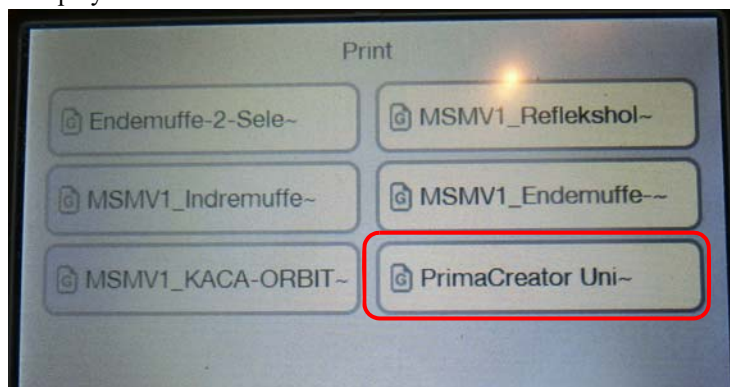 Print
Endemuffe-2-Sele~
MSMV1_Reflekshol~
MSMV1_Indremuffe~
MSMV1_Endemuffe-~
MSMV1_KACA-ORBIT~
PrimaCreator Uni~